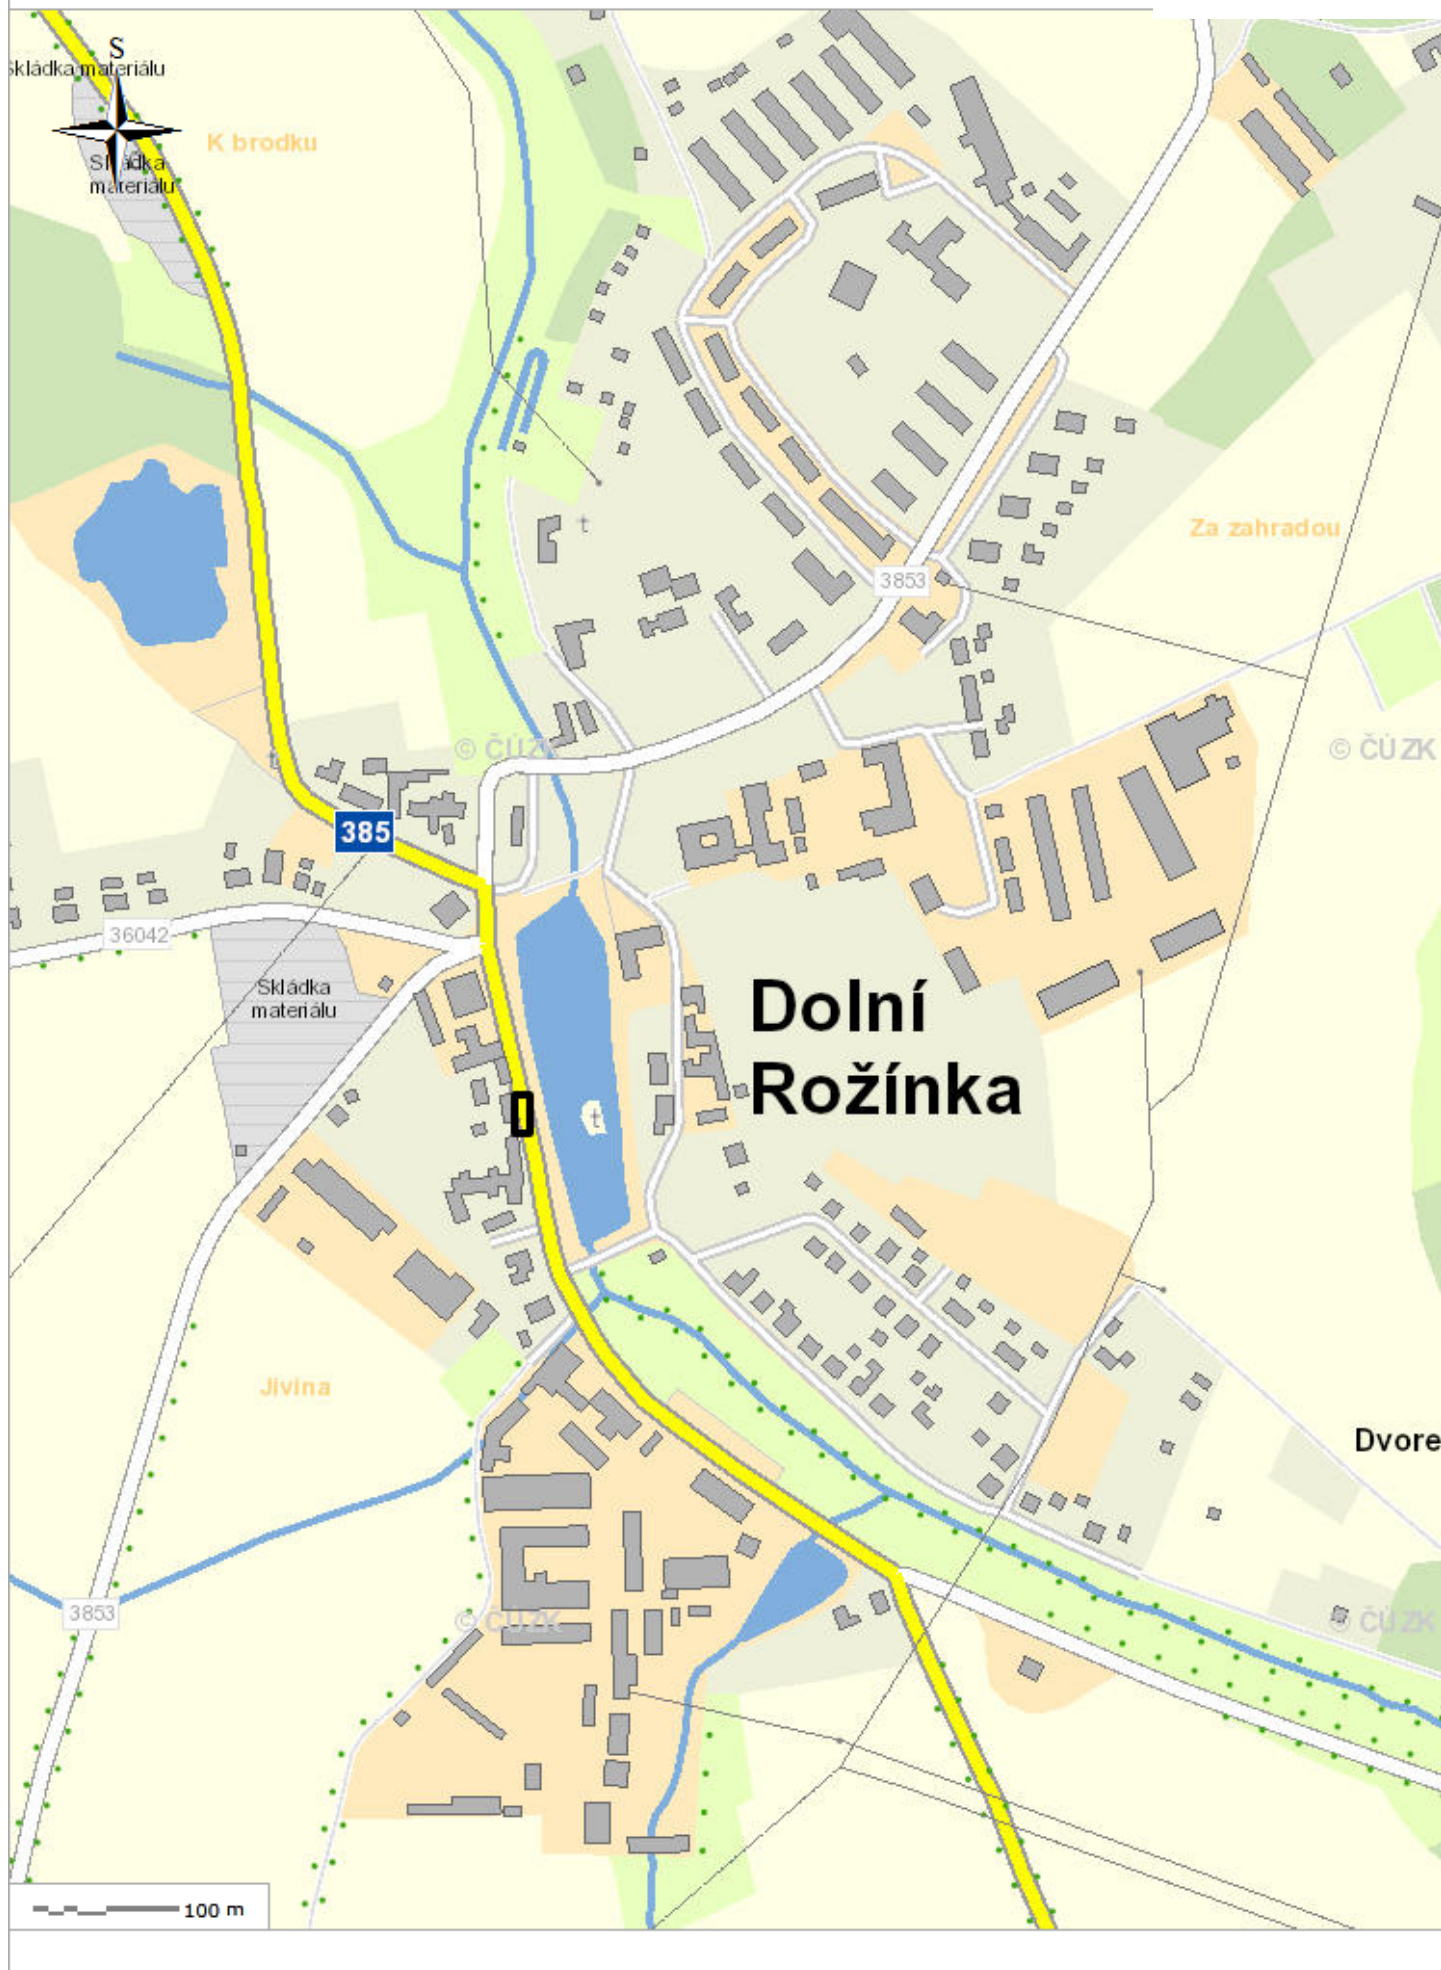 S
Skládka materiálu
K brodku
Skládka
materiálu
Za zahradou
3853
© ČÚZK
© ČÚZK
385
36042
Skládka
materiálu
Dolní
Rožínka
Jivina
Dvore
3853
© ČÚZK
© ČÚZK
100 m